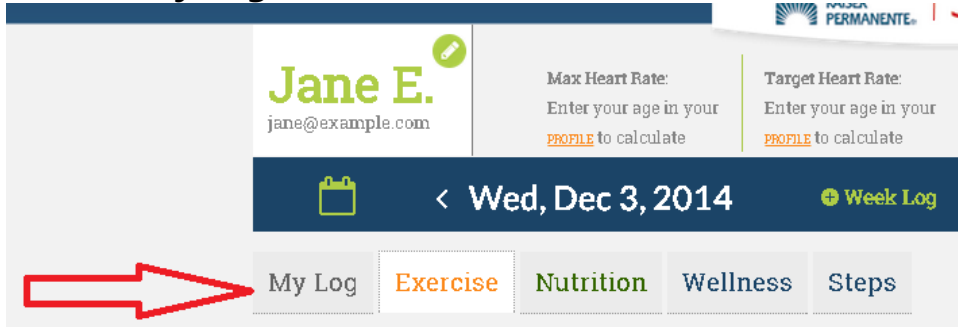 PERMANENTE®
Jane E.
jane@example.com
Max Heart Rate:
Enter your age in your
PROFILE to calculate
Target Heart Rate:
Enter your age in your
PROFILE to calculate
< Wed, Dec 3, 2014
Week Log
My Log
Exercise
Nutrition
Wellness
Steps